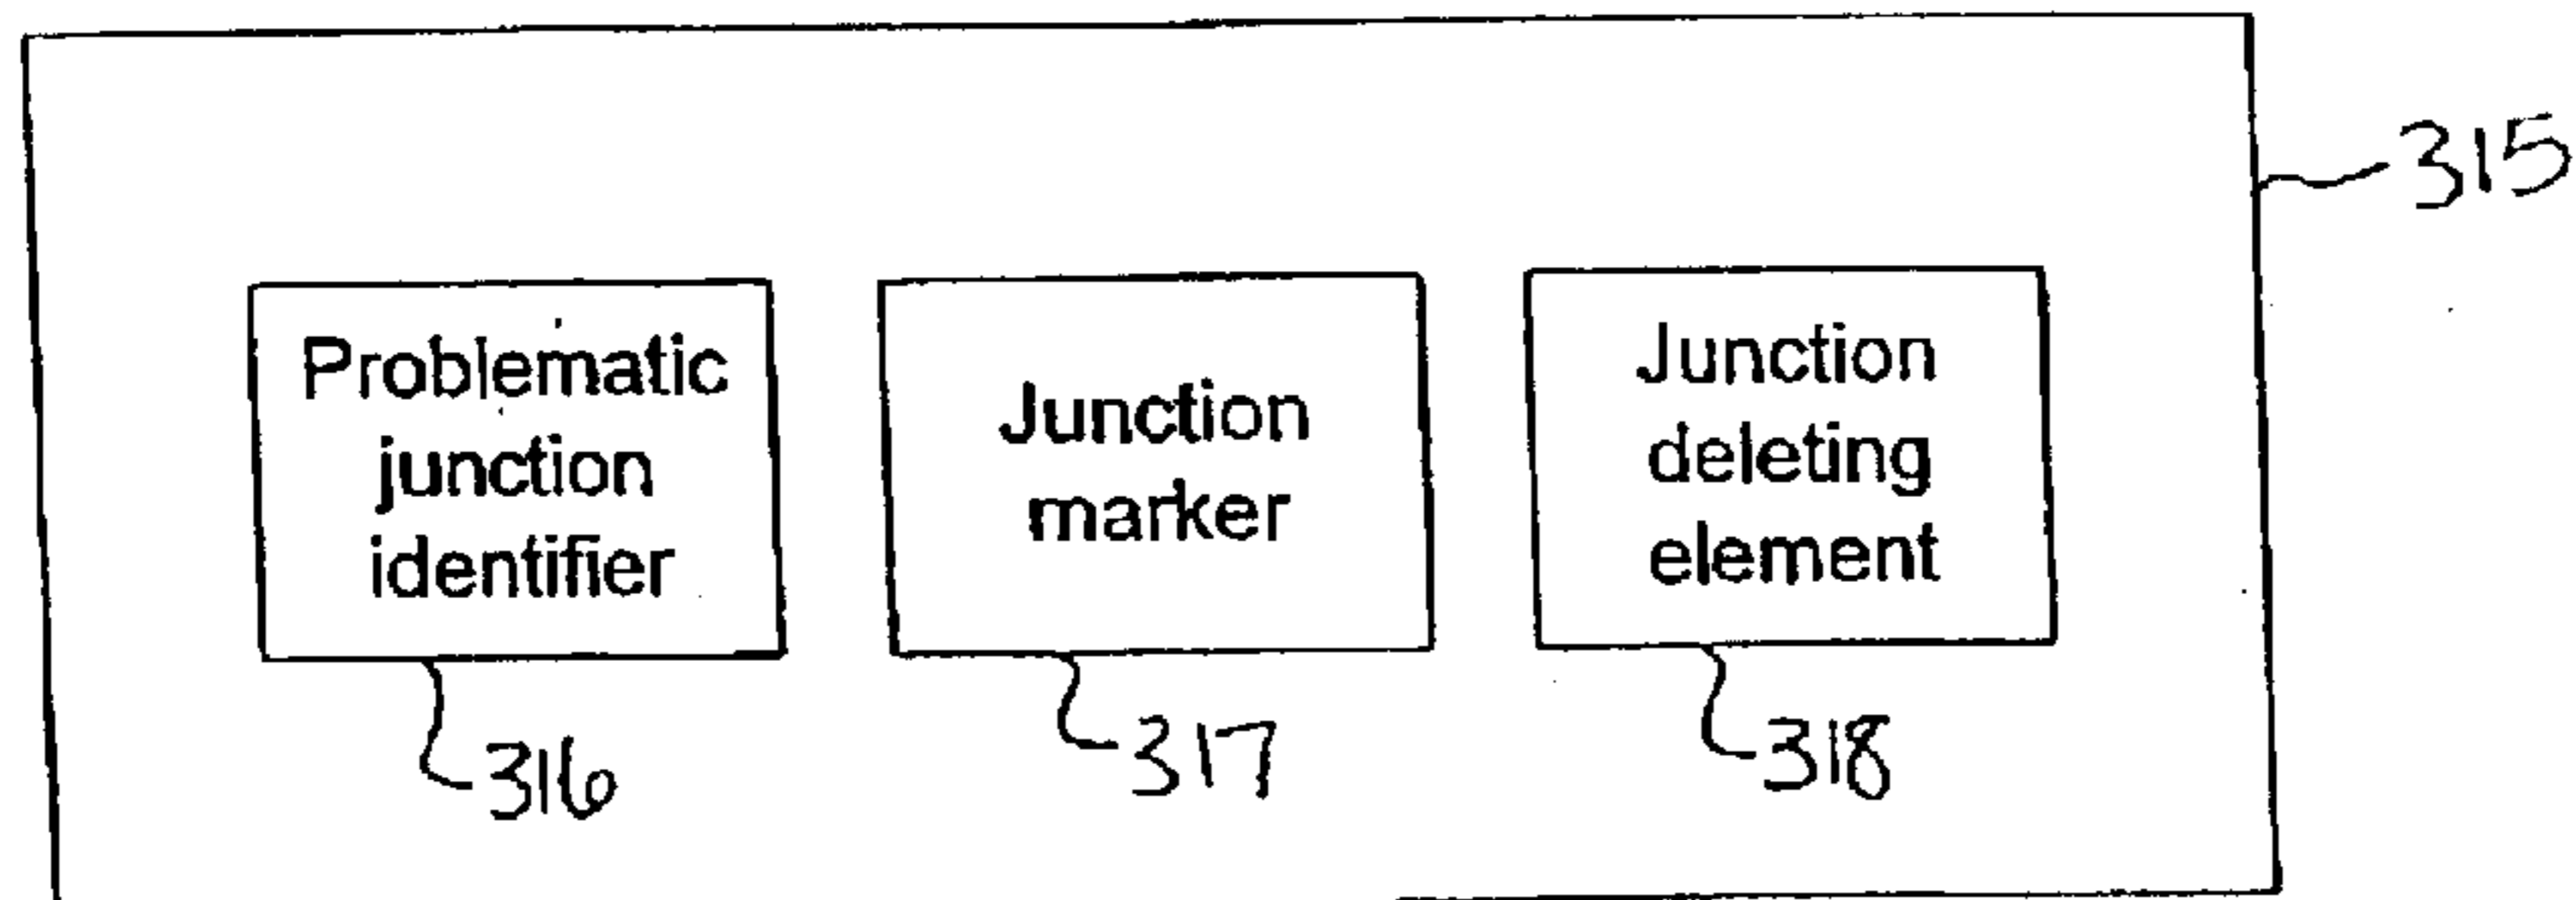 315
Problematic
junction
identifier
Junction
marker
Junction
deleting
element
316
317
318